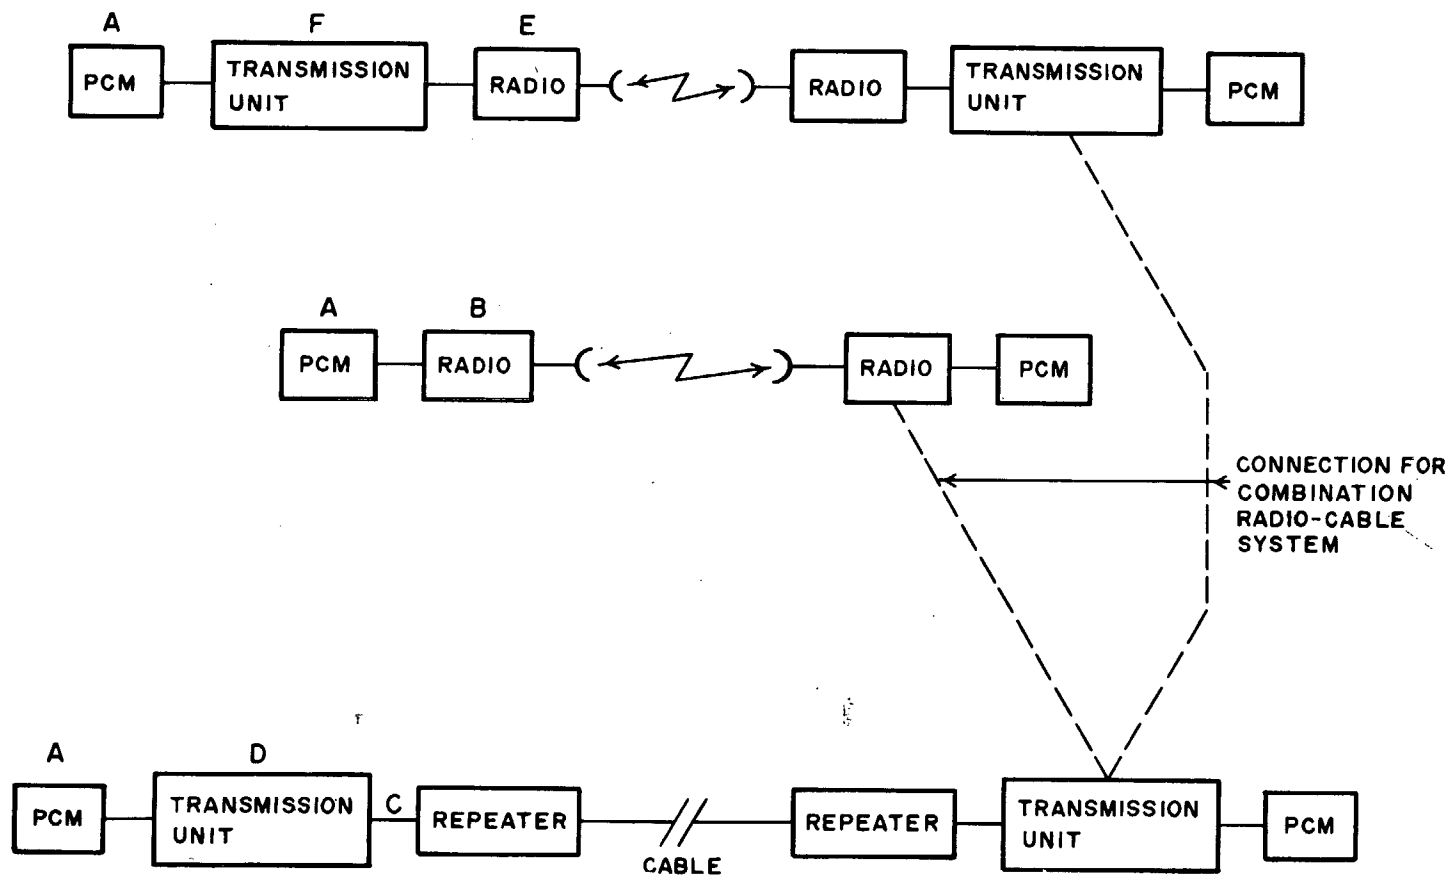 A
F
E
PCM
TRANSMISSION
UNIT
RADIO
RADIO
TRANSMISSION
UNIT
PCM
A
B
PCM
RADIO
RADIO
PCM
CONNECTION FOR
COMBINATION
RADIO-CABLE
SYSTEM
A
D
PCM
TRANSMISSION
UNIT
C
REPEATER
CABLE
REPEATER
TRANSMISSION
UNIT
PCM